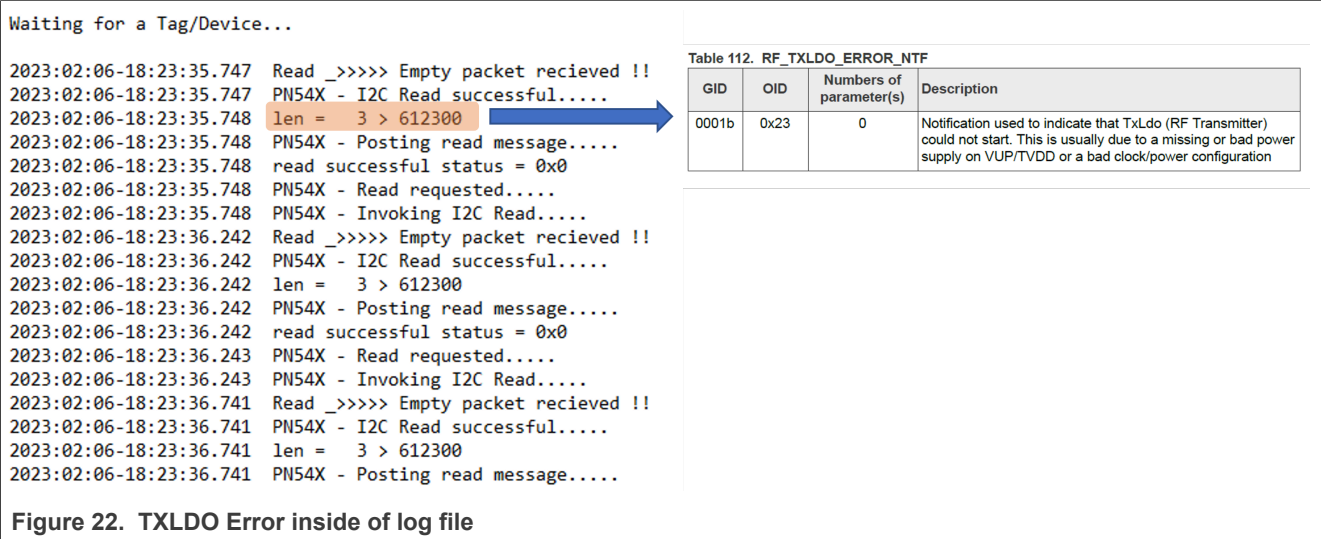 Waiting for a Tag/Device...
2023:02:06-18:23:35.747  Read _>>>>> Empty packet recieved !!
2023:02:06-18:23:35.747  PN54X - I2C Read successful.....
2023:02:06-18:23:35.748  len =   3 > 612300
2023:02:06-18:23:35.748  PN54X - Posting read message.....
2023:02:06-18:23:35.748  read successful status = 0x0
2023:02:06-18:23:35.748  PN54X - Read requested.....
2023:02:06-18:23:35.748  PN54X - Invoking I2C Read.....
2023:02:06-18:23:36.242  Read _>>>>> Empty packet recieved !!
2023:02:06-18:23:36.242  PN54X - I2C Read successful.....
2023:02:06-18:23:36.242  len =   3 > 612300
2023:02:06-18:23:36.242  PN54X - Posting read message.....
2023:02:06-18:23:36.242  read successful status = 0x0
2023:02:06-18:23:36.243  PN54X - Read requested.....
2023:02:06-18:23:36.243  PN54X - Invoking I2C Read.....
2023:02:06-18:23:36.741  Read _>>>>> Empty packet recieved !!
2023:02:06-18:23:36.741  PN54X - I2C Read successful.....
2023:02:06-18:23:36.741  len =   3 > 612300
2023:02:06-18:23:36.741  PN54X - Posting read message.....
Table 112.  RF_TXLDO_ERROR_NTF
GID OID Numbers of parameter(s) Description
0001b 0x23 0 Notification used to indicate that TxLdo (RF Transmitter)
could not start. This is usually due to a missing or bad power
supply on VUP/TVDD or a bad clock/power configuration
Figure 22.  TXLDO Error inside of log file